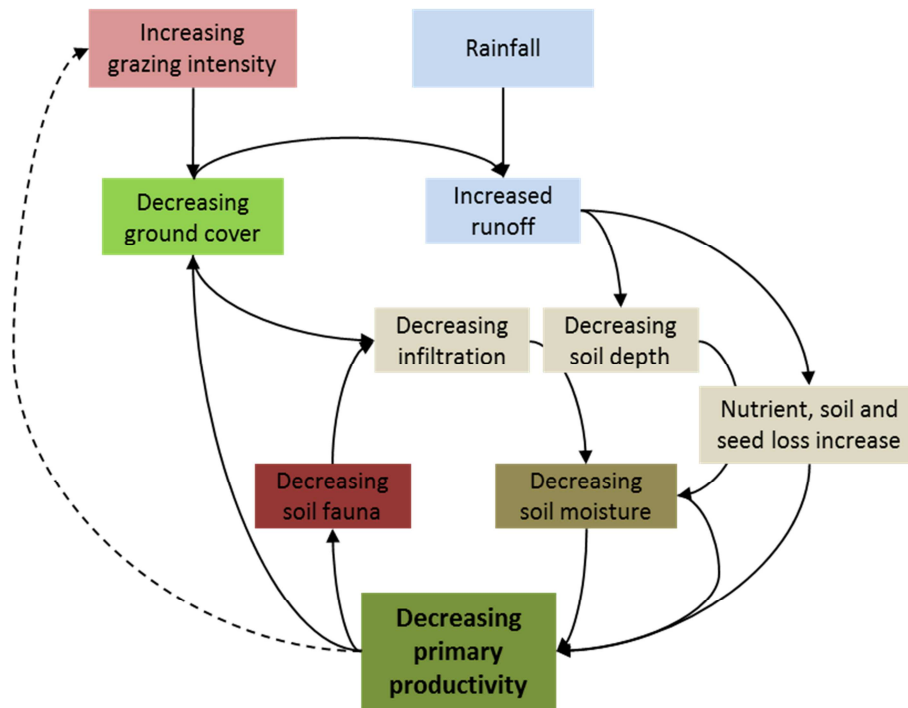 Increasing
grazing intensity
Rainfall
Decreasing
ground cover
Increased
runoff
Decreasing
infiltration
Decreasing
soil depth
Nutrient, soil and
seed loss increase
Decreasing
soil fauna
Decreasing
soil moisture
Decreasing
primary
productivity